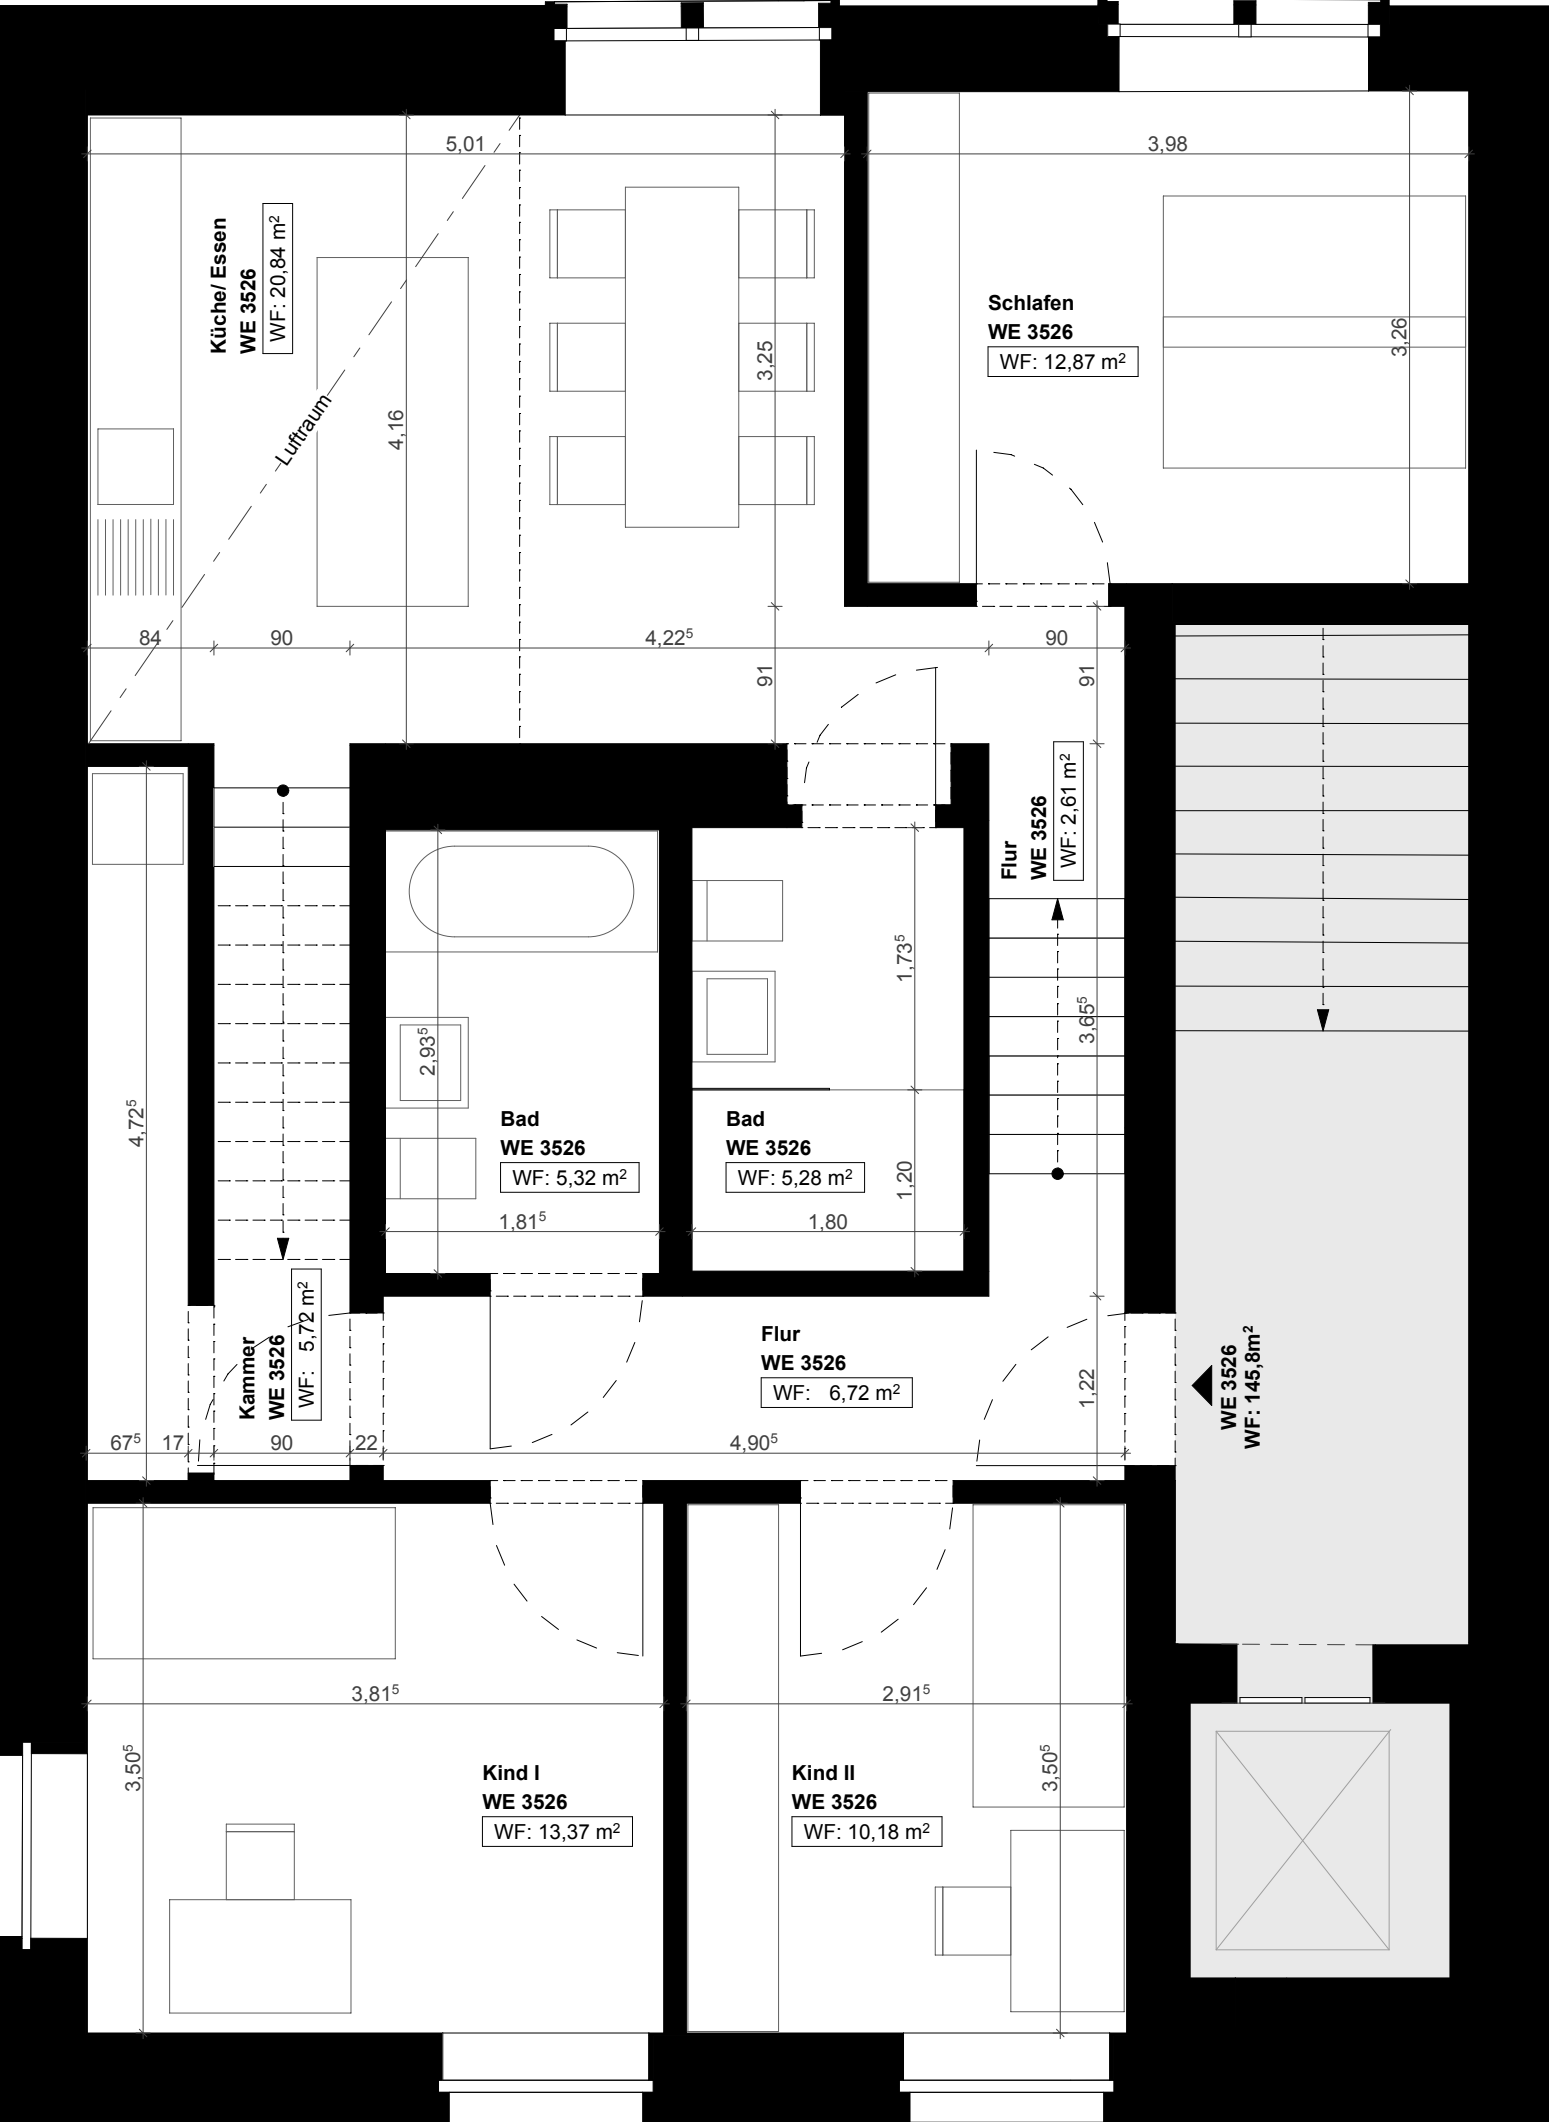 5,01
3,98
Küche/ Essen
WE 3526
WF: 20,84 m²
Luftraum
4,16
3,25
Schlafen
WE 3526
WF: 12,87 m²
3,26
84
90
4,22⁵
90
91
91
Flur
WE 3526
WF: 2,61 m²
1,73⁵
3,65⁵
2,93⁵
4,72⁵
Bad
WE 3526
WF: 5,32 m²
Bad
WE 3526
WF: 5,28 m²
1,20
1,81⁵
1,80
Kammer
WE 3526
WF: 5,72 m²
Flur
WE 3526
WF: 6,72 m²
1,22
WE 3526
WF: 145,8m²
67⁵
17
90
22
4,90⁵
3,81⁵
2,91⁵
3,50⁵
3,50⁵
Kind I
WE 3526
WF: 13,37 m²
Kind II
WE 3526
WF: 10,18 m²